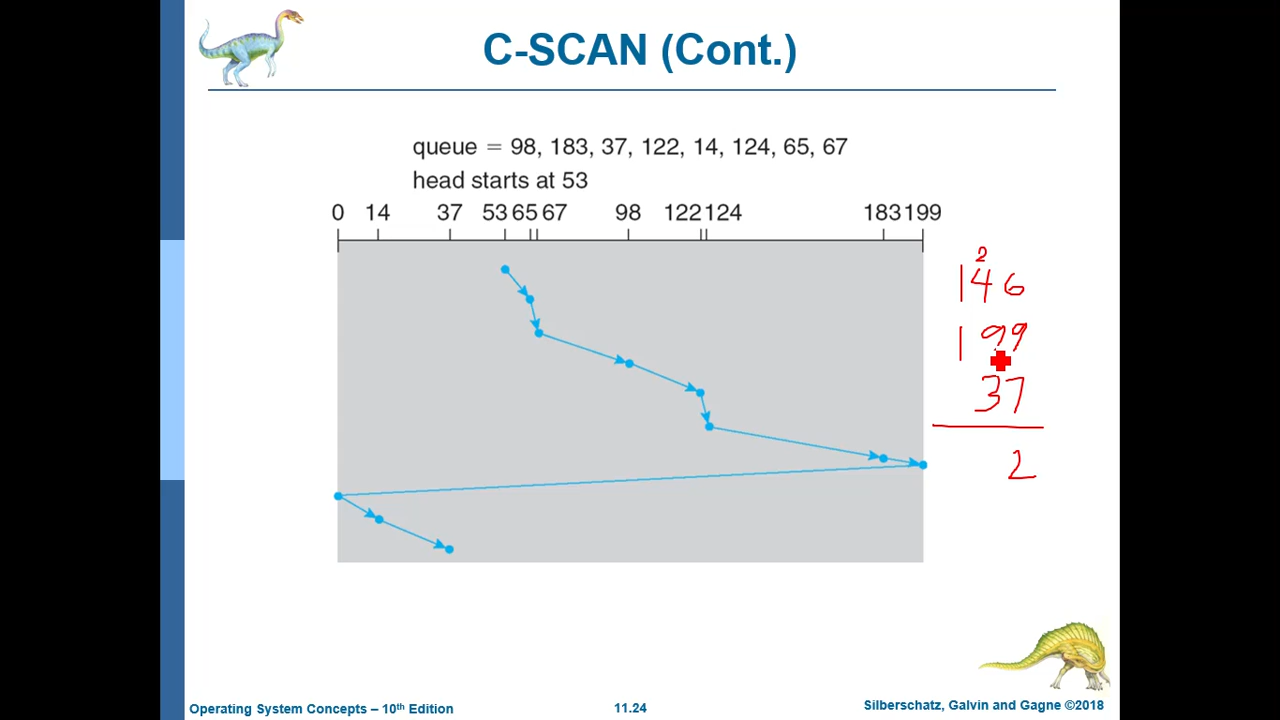 C-SCAN (Cont.)
queue = 98, 183, 37, 122, 14, 124, 65, 67
head starts at 53
0 14 37 53 65 67 98 122 124 183 199
2
146
199
37
2
Operating System Concepts – 10th Edition
11.24
Silberschatz, Galvin and Gagne ©2018